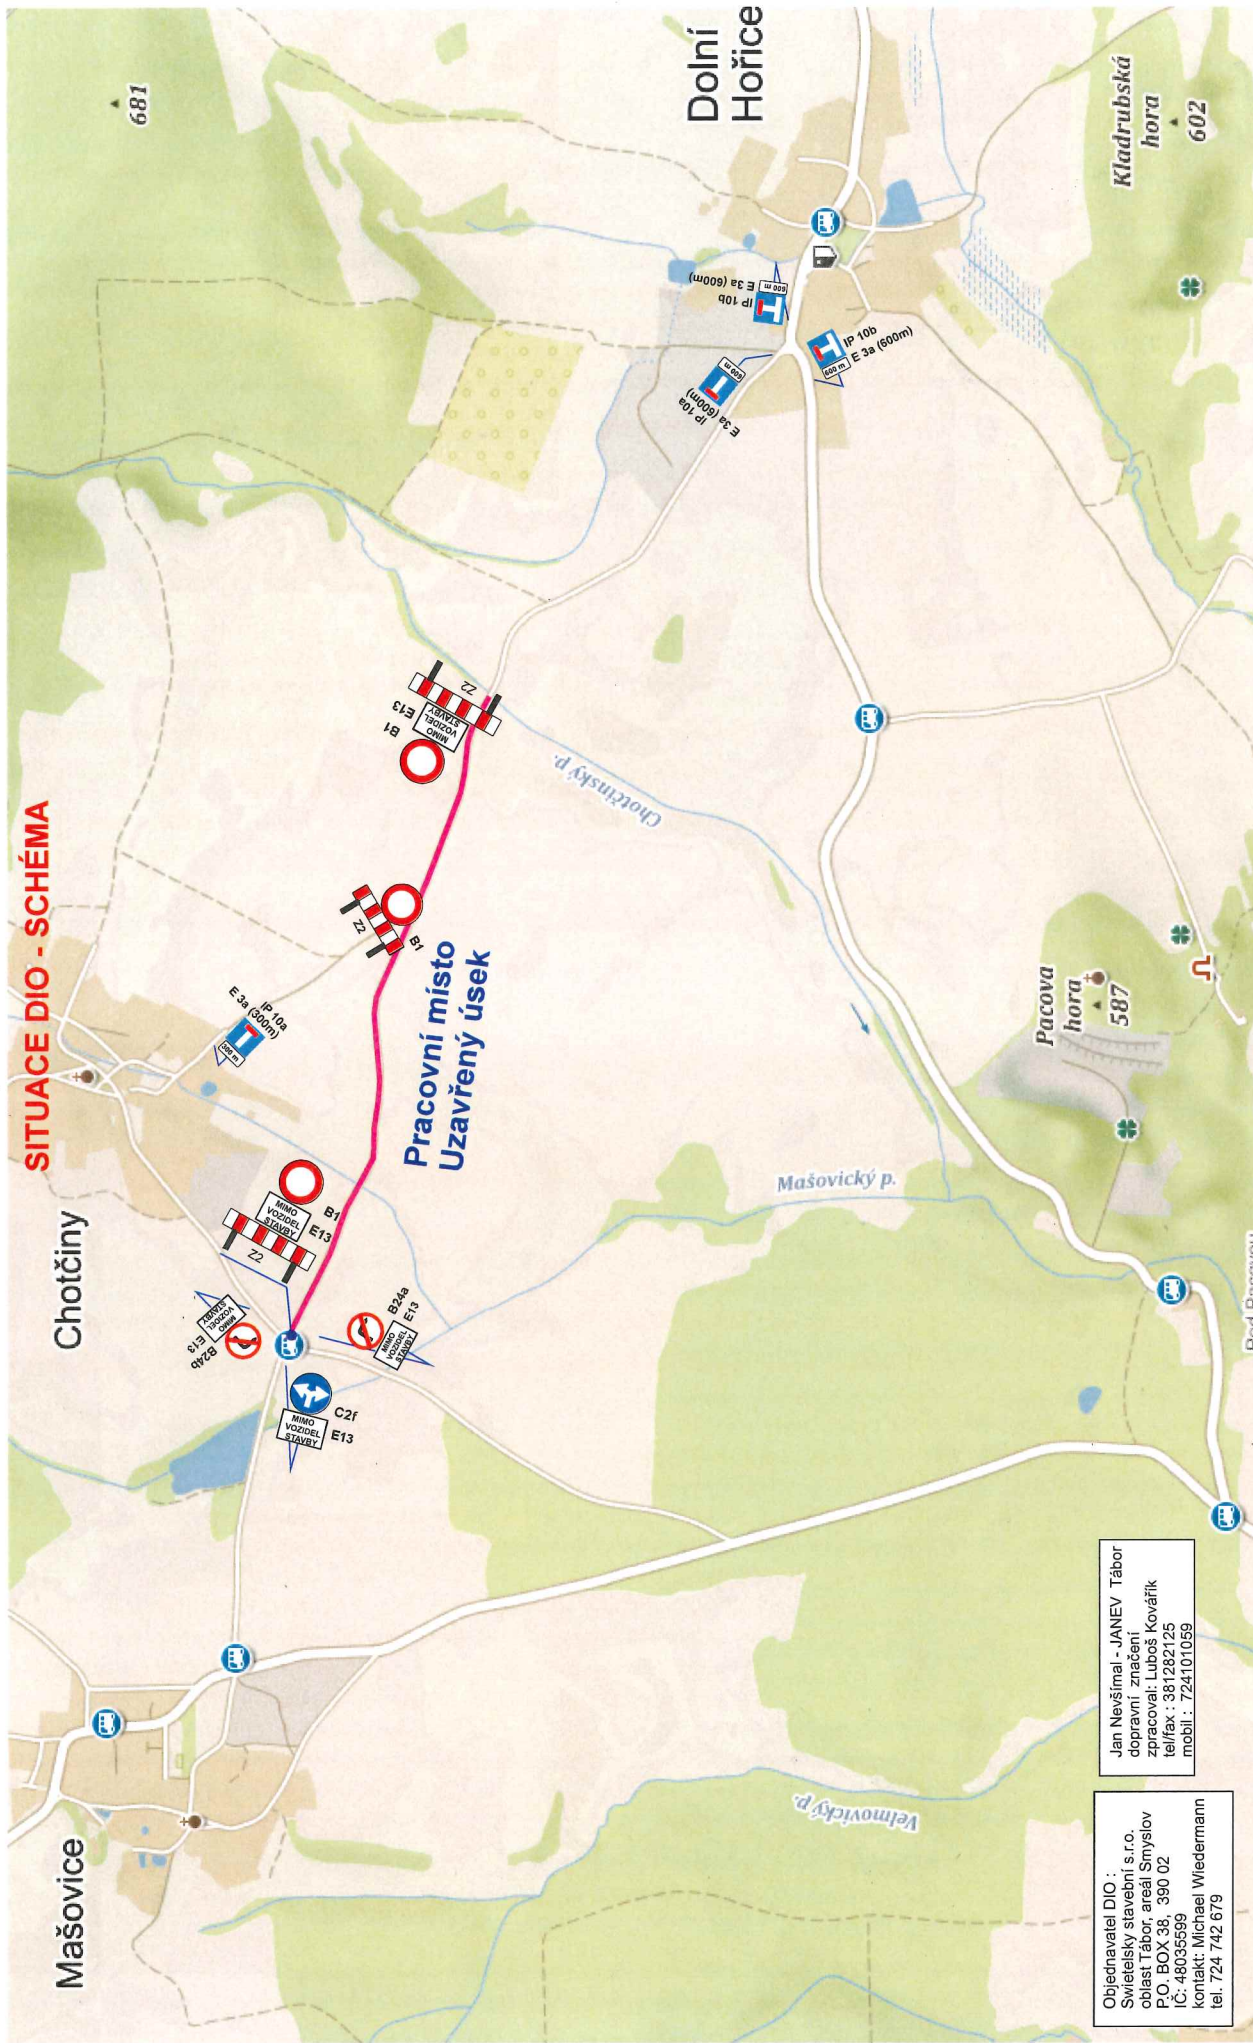 SITUACE DIO - SCHÉMA
Mašovice
Chotčiny
Dolní
Hořice
681
Kladrubská
hora
602
Pacova
hora
587
Chotčinský p.
Mašovický p.
Velmovický p.
Pracovní místo
Uzavřený úsek
B24b
E13
MIMO
VOZIDEL
STAVBY
C2f
E13
MIMO
VOZIDEL
STAVBY
B24a
E13
MIMO
VOZIDEL
STAVBY
Z2
MIMO
VOZIDEL
STAVBY
B1
E13
IP 10a
E 3a (300m)
300 m
Z2
B1
B1
E13
MIMO
VOZIDEL
STAVBY
Z2
IP 10a
E 3a (600m)
600 m
IP 10b
E 3a (600m)
600 m
IP 10b
E 3a (600m)
600 m
Objednavatel DIO :
Swietelsky stavební s.r.o.
oblast Tábor, areál Smyslov
P.O. BOX 38, 390 02
IČ: 48035599
kontakt: Michael Wiedermann
tel. 724 742 679
Jan Nevšímal - JANEV Tábor
dopravní značení
zpracoval: Luboš Kovářík
tel/fax : 381282125
mobil : 724101059